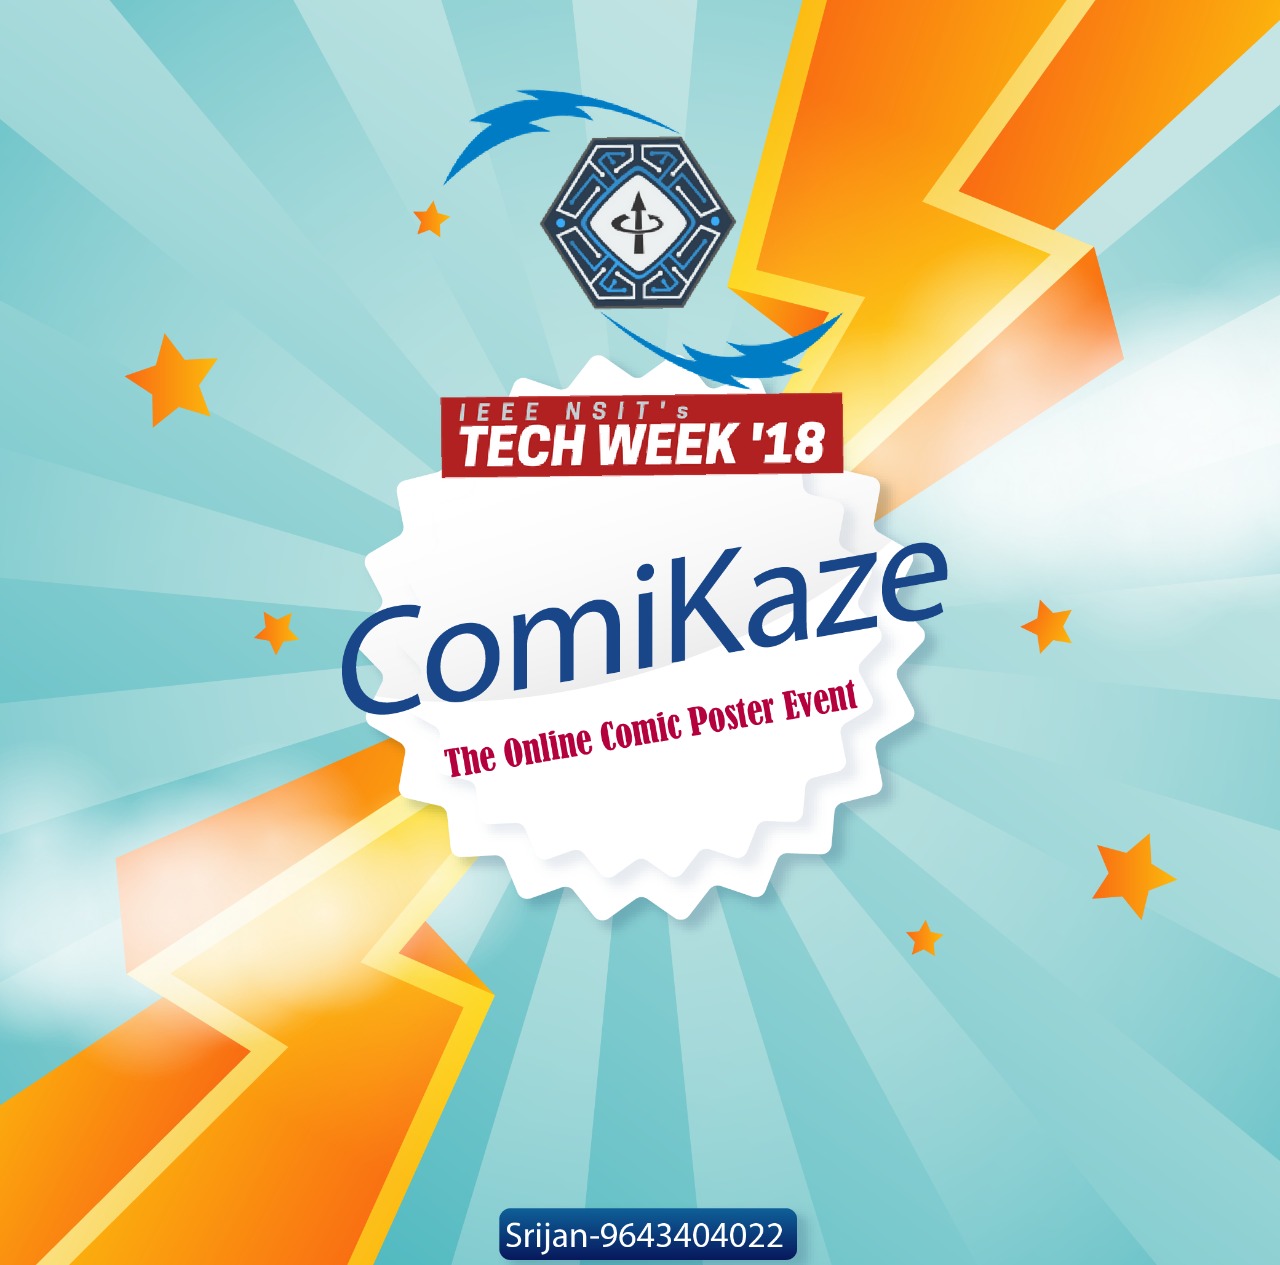 IEEE NSIT's
TECH WEEK '18
ComiKaze
The Online Comic Poster Event
Srijan-9643404022